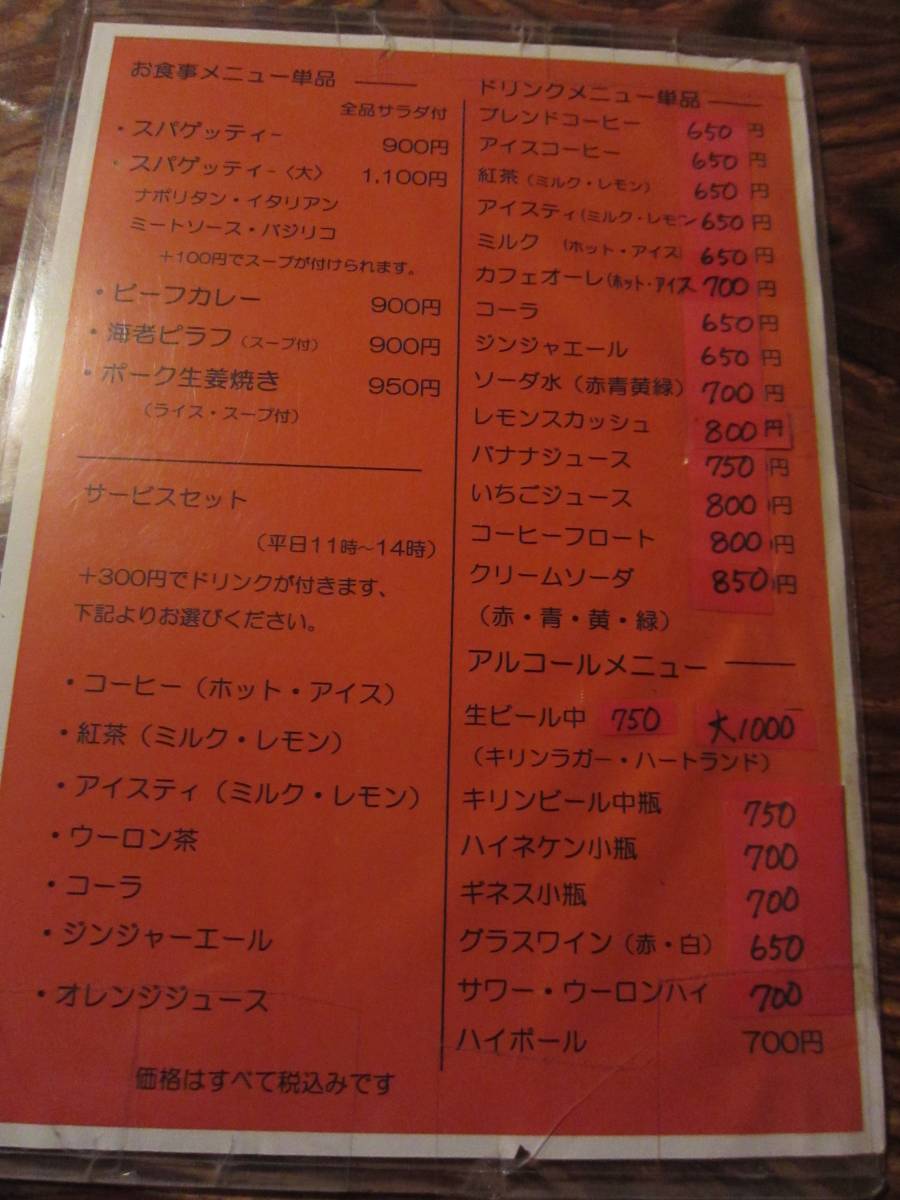 お食事メニュー単品
全品サラダ付
・スパゲッティ- 900円
・スパゲッティ-〈大〉 1,100円
ナポリタン・イタリアン
ミートソース・バジリコ
+100円でスープが付けられます。
・ビーフカレー 900円
・海老ピラフ(スープ付) 900円
・ポーク生姜焼き 950円
(ライス・スープ付)
サービスセット
(平日11時~14時)
+300円でドリンクが付きます、
下記よりお選びください。
・コーヒー(ホット・アイス)
・紅茶(ミルク・レモン)
・アイスティ(ミルク・レモン)
・ウーロン茶
・コーラ
・ジンジャーエール
・オレンジジュース
価格はすべて税込みです
ドリンクメニュー単品
ブレンドコーヒー 650円
アイスコーヒー 650円
紅茶(ミルク・レモン) 650円
アイスティ(ミルク・レモン 650円
ミルク (ホット・アイス) 650円
カフェオーレ(ホット・アイス 700円
コーラ 650円
ジンジャエール 650円
ソーダ水(赤青黄緑) 700円
レモンスカッシュ 800円
バナナジュース 750円
いちごジュース 800円
コーヒーフロート 800円
クリームソーダ 850円
(赤・青・黄・緑)
アルコールメニュー
生ビール中 750 大1000
(キリンラガー・ハートランド)
キリンビール中瓶 750
ハイネケン小瓶 700
ギネス小瓶 700
グラスワイン(赤・白) 650
サワー・ウーロンハイ 700
ハイボール 700円